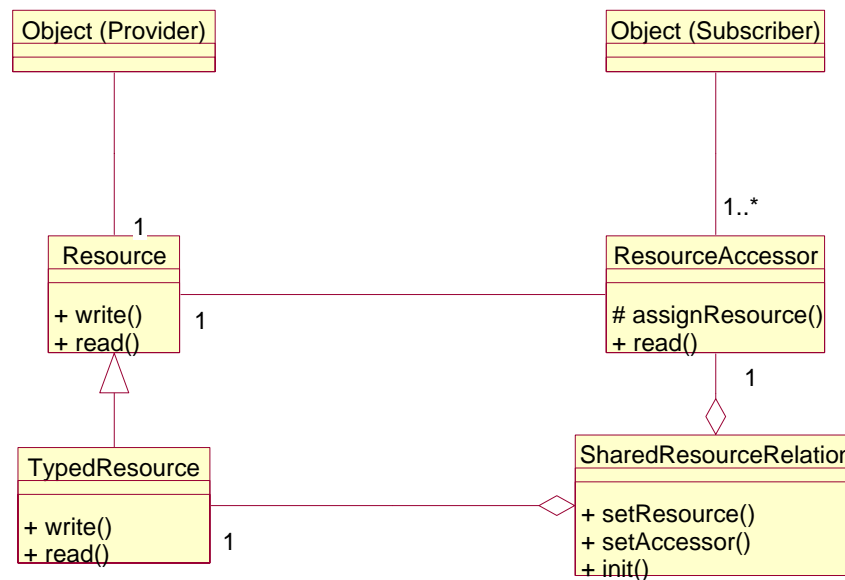 Object (Provider)
Object (Subscriber)
1
1..*
Resource
+ write()
+ read()
1
ResourceAccessor
# assignResource()
+ read()
1
TypedResource
+ write()
+ read()
1
SharedResourceRelation
+ setResource()
+ setAccessor()
+ init()